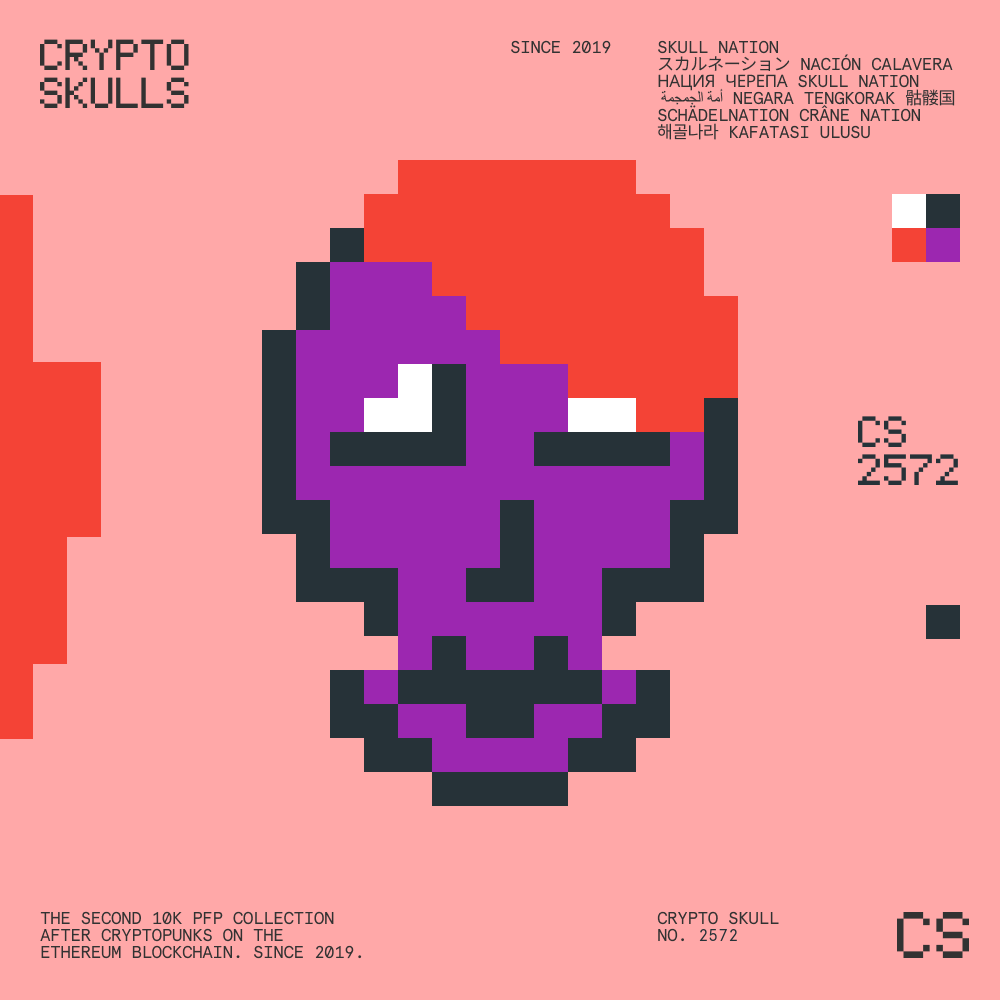 CRYPTO
SKULLS
SINCE 2019
SKULL NATION
スカルネーション NACIÓN CALAVERA
НАЦИЯ ЧЕРЕПА SKULL NATION
أمة الجمجمة NEGARA TENGKORAK 骷髅国
SCHÄDELNATION CRÂNE NATION
해골나라 KAFATASI ULUSU
CS
2572
THE SECOND 10K PFP COLLECTION
AFTER CRYPTOPUNKS ON THE
ETHEREUM BLOCKCHAIN. SINCE 2019.
CRYPTO SKULL
NO. 2572
CS